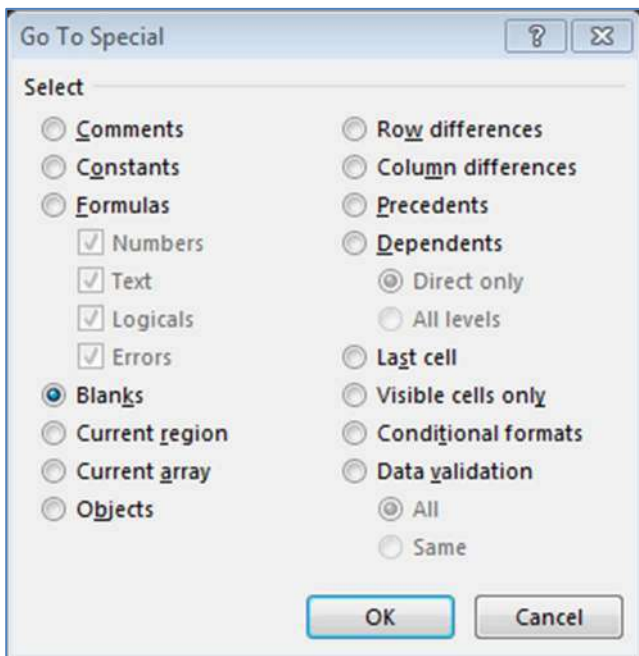 Go To Special
Select
Comments
Constants
Formulas
Numbers
Text
Logicals
Errors
Blanks
Current region
Current array
Objects
Row differences
Column differences
Precedents
Dependents
Direct only
All levels
Last cell
Visible cells only
Conditional formats
Data validation
All
Same
OK
Cancel